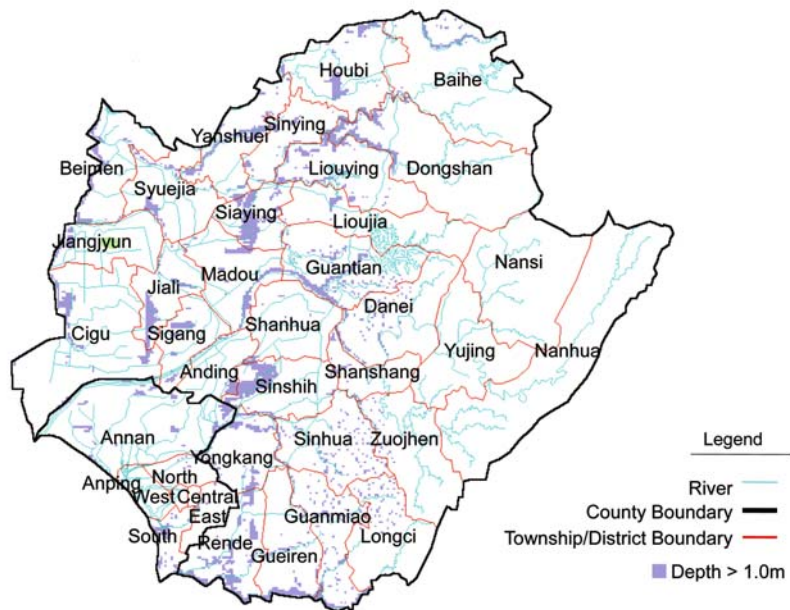 Houbi
Baihe
Yanshuei
Sinying
Beimen
Syuejia
Liouying
Dongshan
Siaying
Lioujia
Jiangjyun
Madou
Guantian
Nansi
Jiali
Danei
Cigu
Sigang
Shanhua
Yujing
Nanhua
Anding
Sinshih
Shanshang
Annan
Sinhua
Zuojhen
Yongkang
Anping
North
West
Central
East
South
Rende
Guanmiao
Gueiren
Longci
Legend
River
County Boundary
Township/District Boundary
Depth > 1.0m